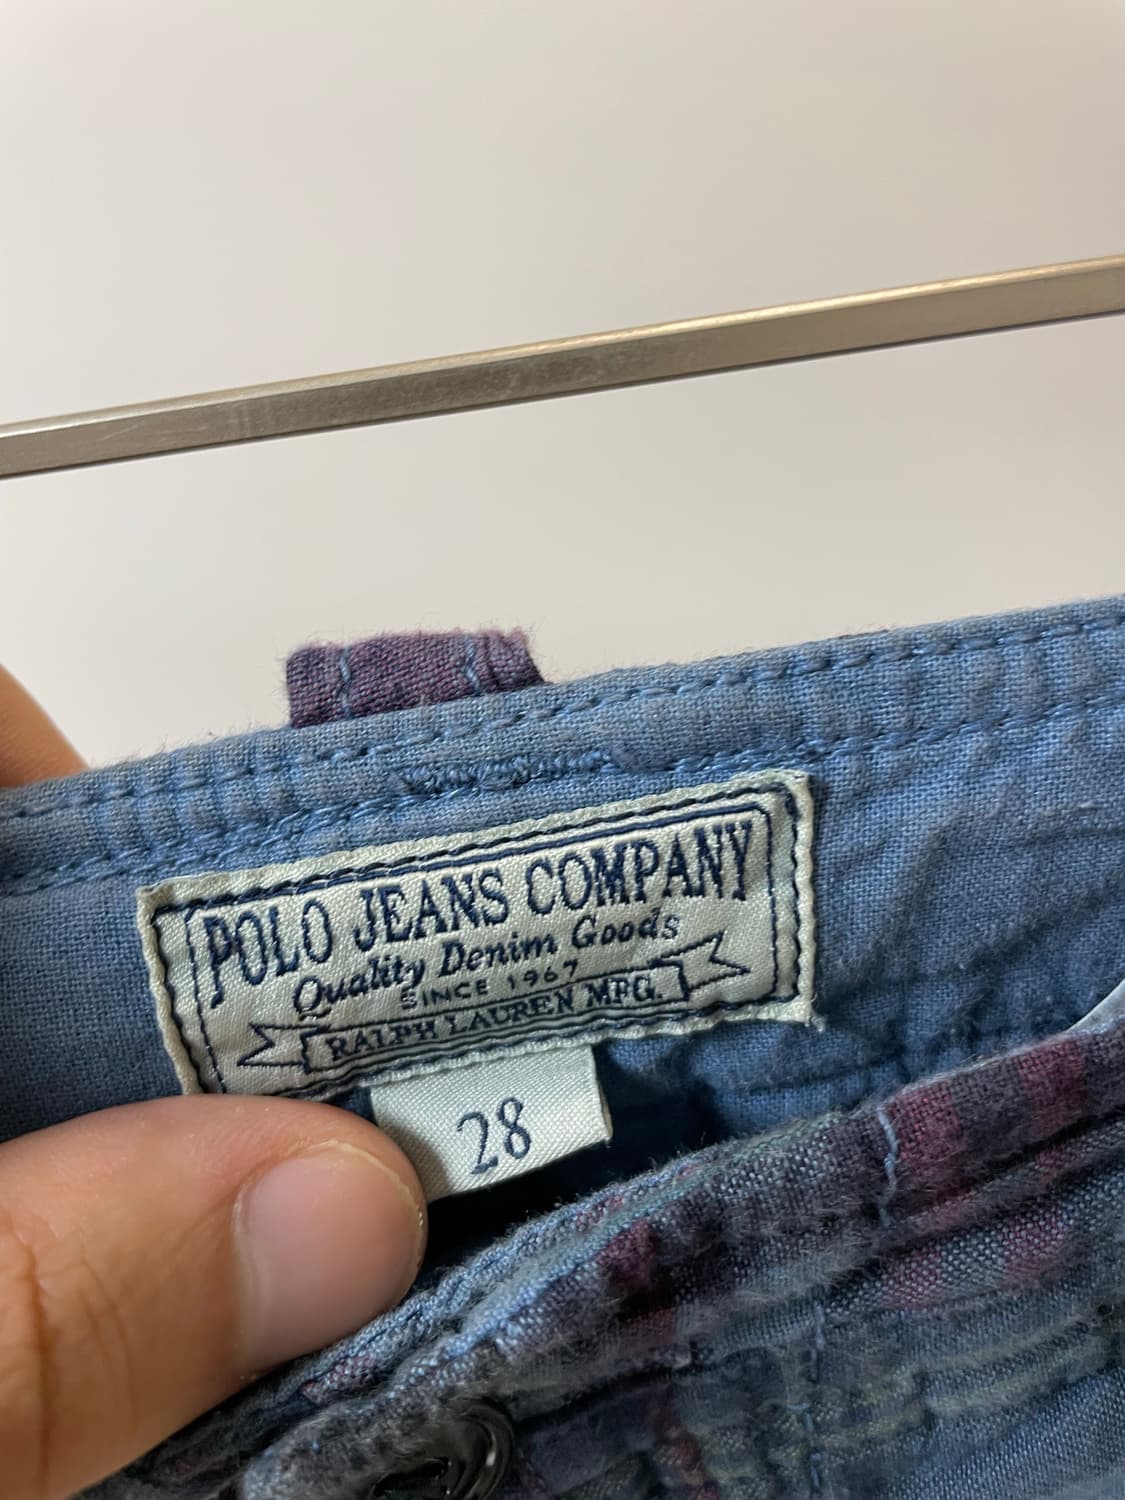 POLO JEANS COMPANY
Quality Denim Goods
SINCE 1967
RALPH LAUREN MFG.
28